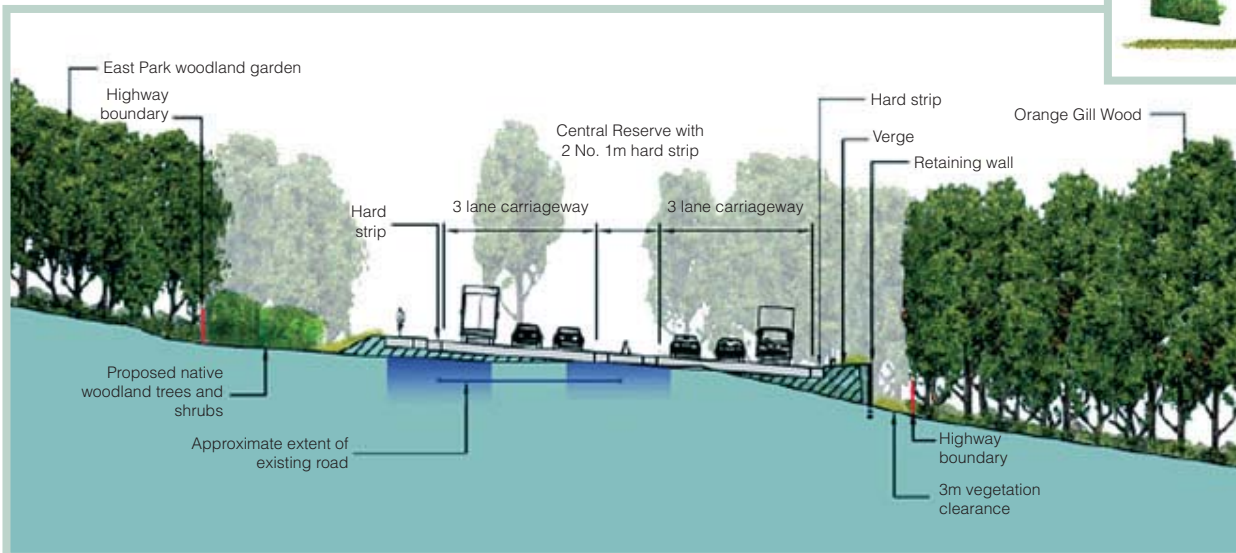 East Park woodland garden
Highway
boundary
Central Reserve with
2 No. 1m hard strip
Hard strip
Orange Gill Wood
Verge
Retaining wall
Hard
strip
3 lane carriageway
3 lane carriageway
Proposed native
woodland trees and
shrubs
Approximate extent of
existing road
Highway
boundary
3m vegetation
clearance